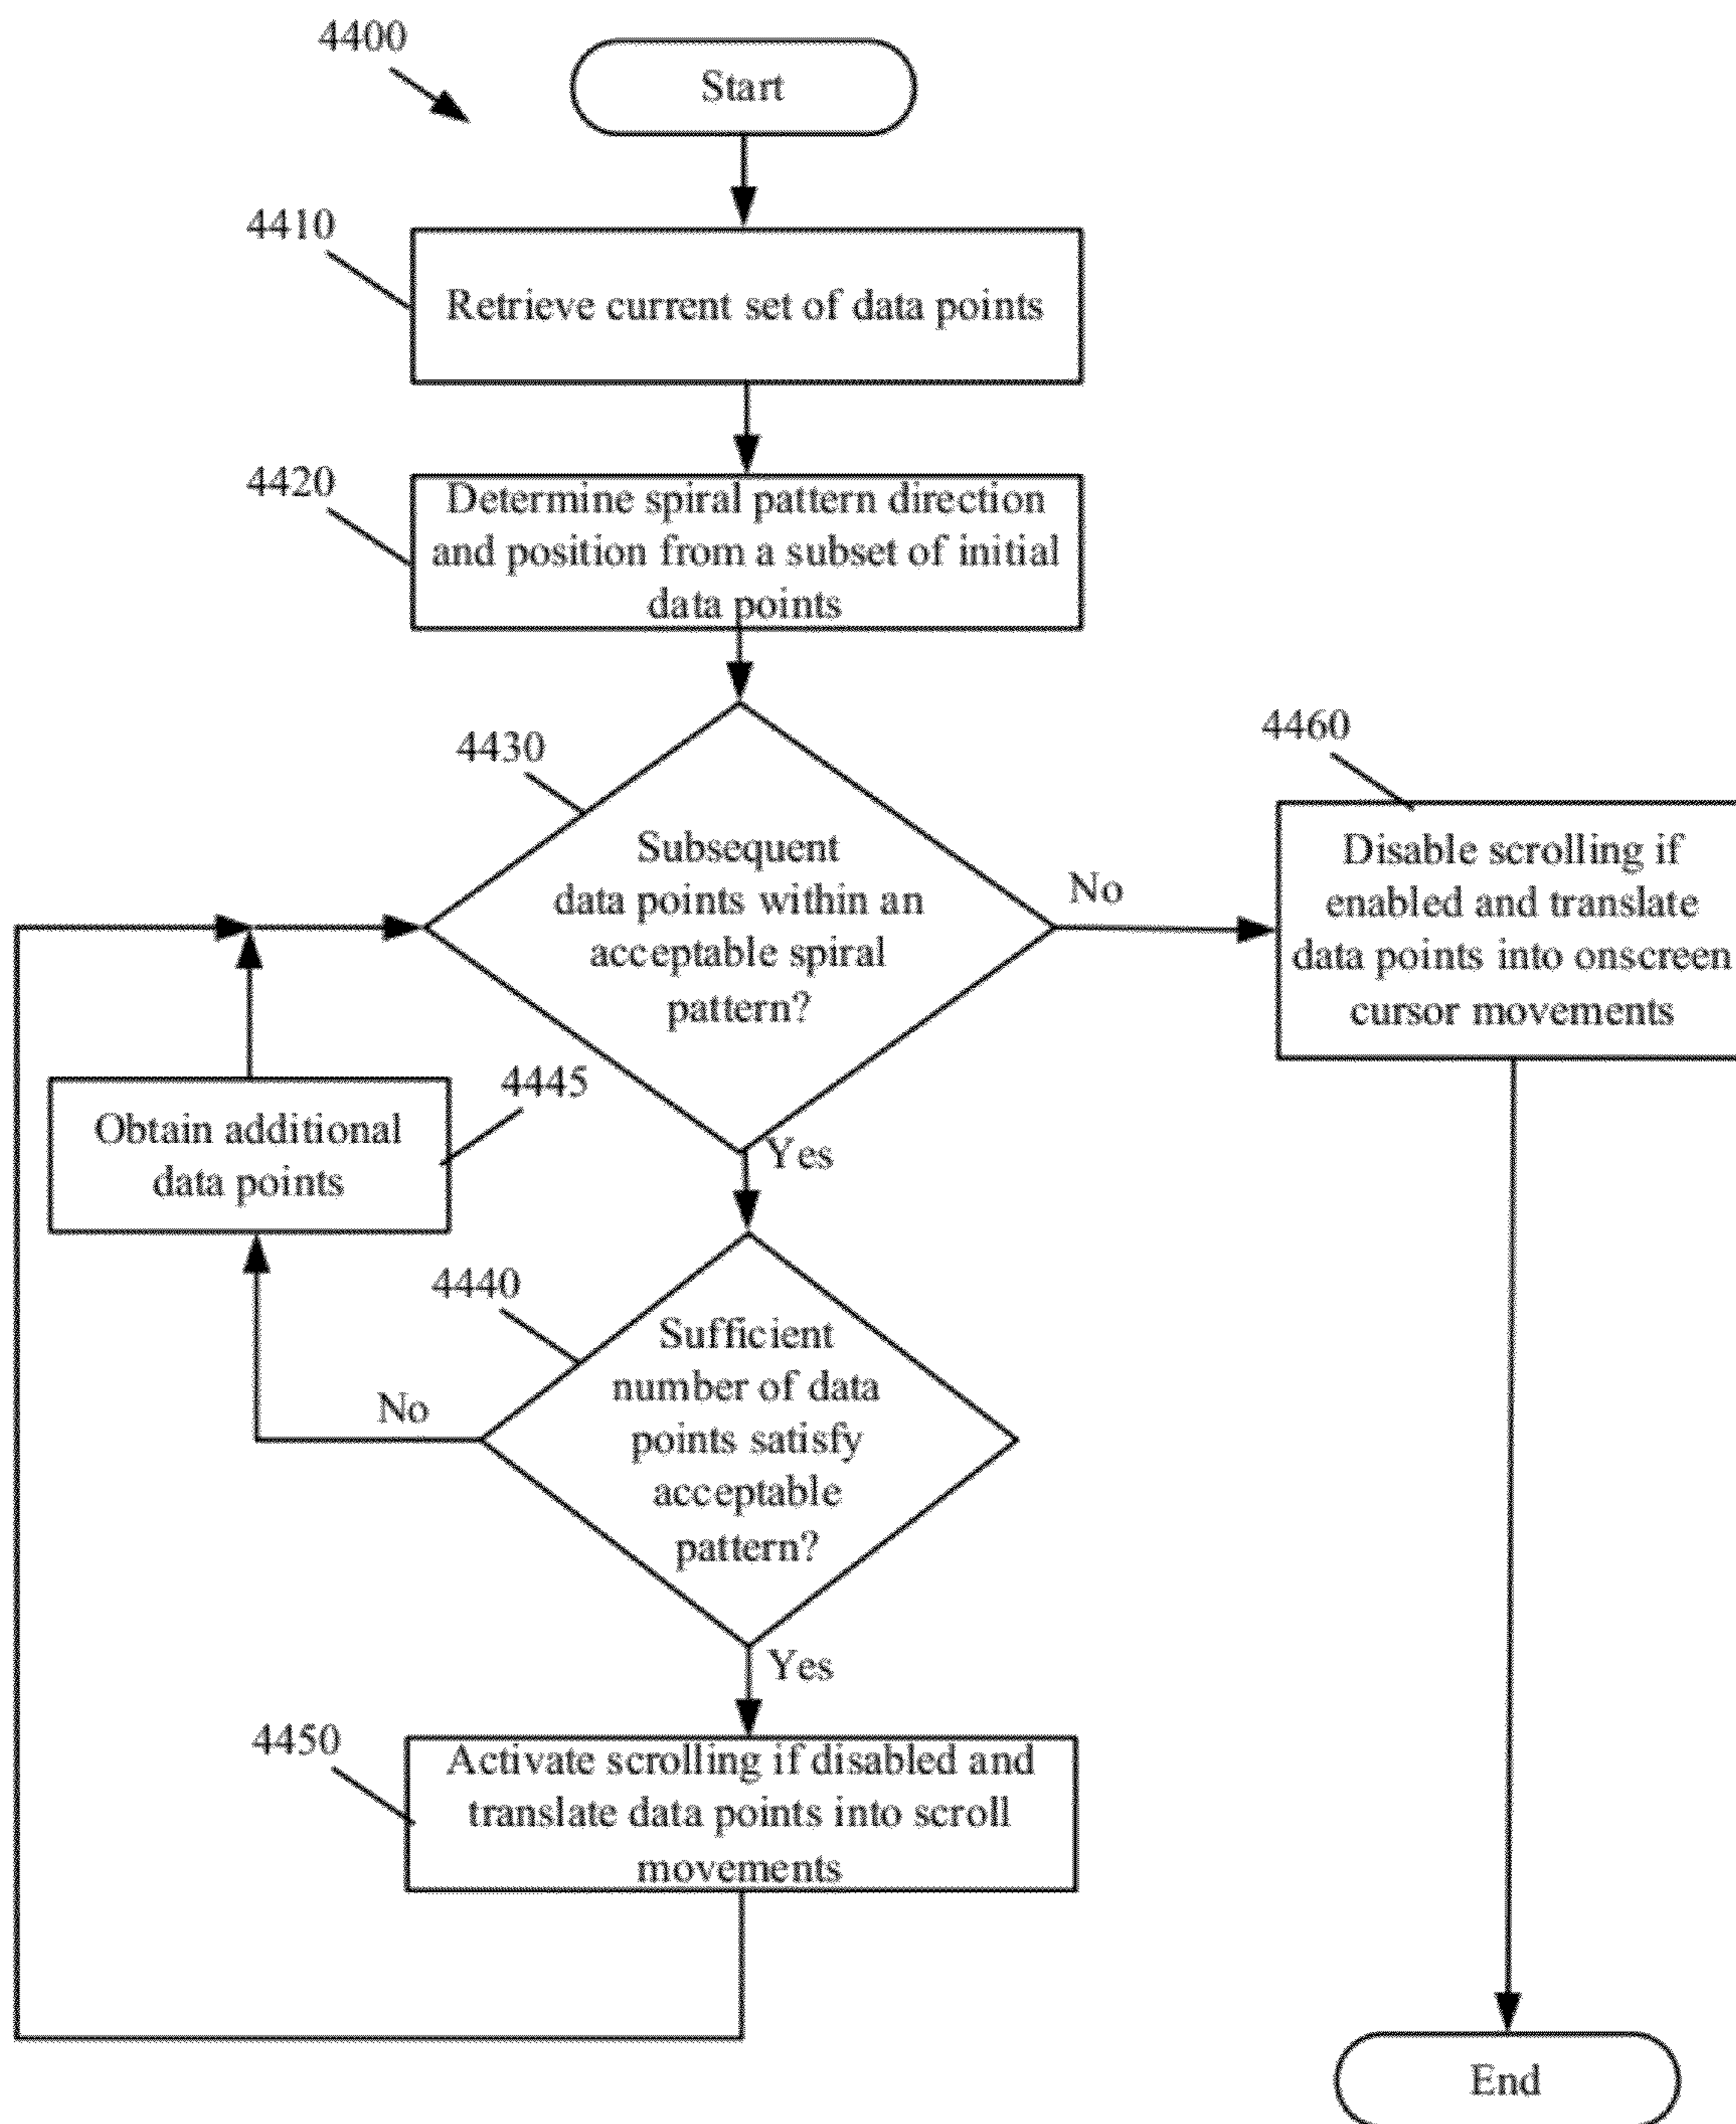 4400
Start
4410
Retrieve current set of data points
4420
Determine spiral pattern direction
and position from a subset of initial
data points
4430
Subsequent
data points within an
acceptable spiral
pattern?
No
4460
Disable scrolling if
enabled and translate
data points into onscreen
cursor movements
Yes
4445
Obtain additional
data points
4440
Sufficient
number of data
points satisfy
acceptable
pattern?
No
Yes
4450
Activate scrolling if disabled and
translate data points into scroll
movements
End